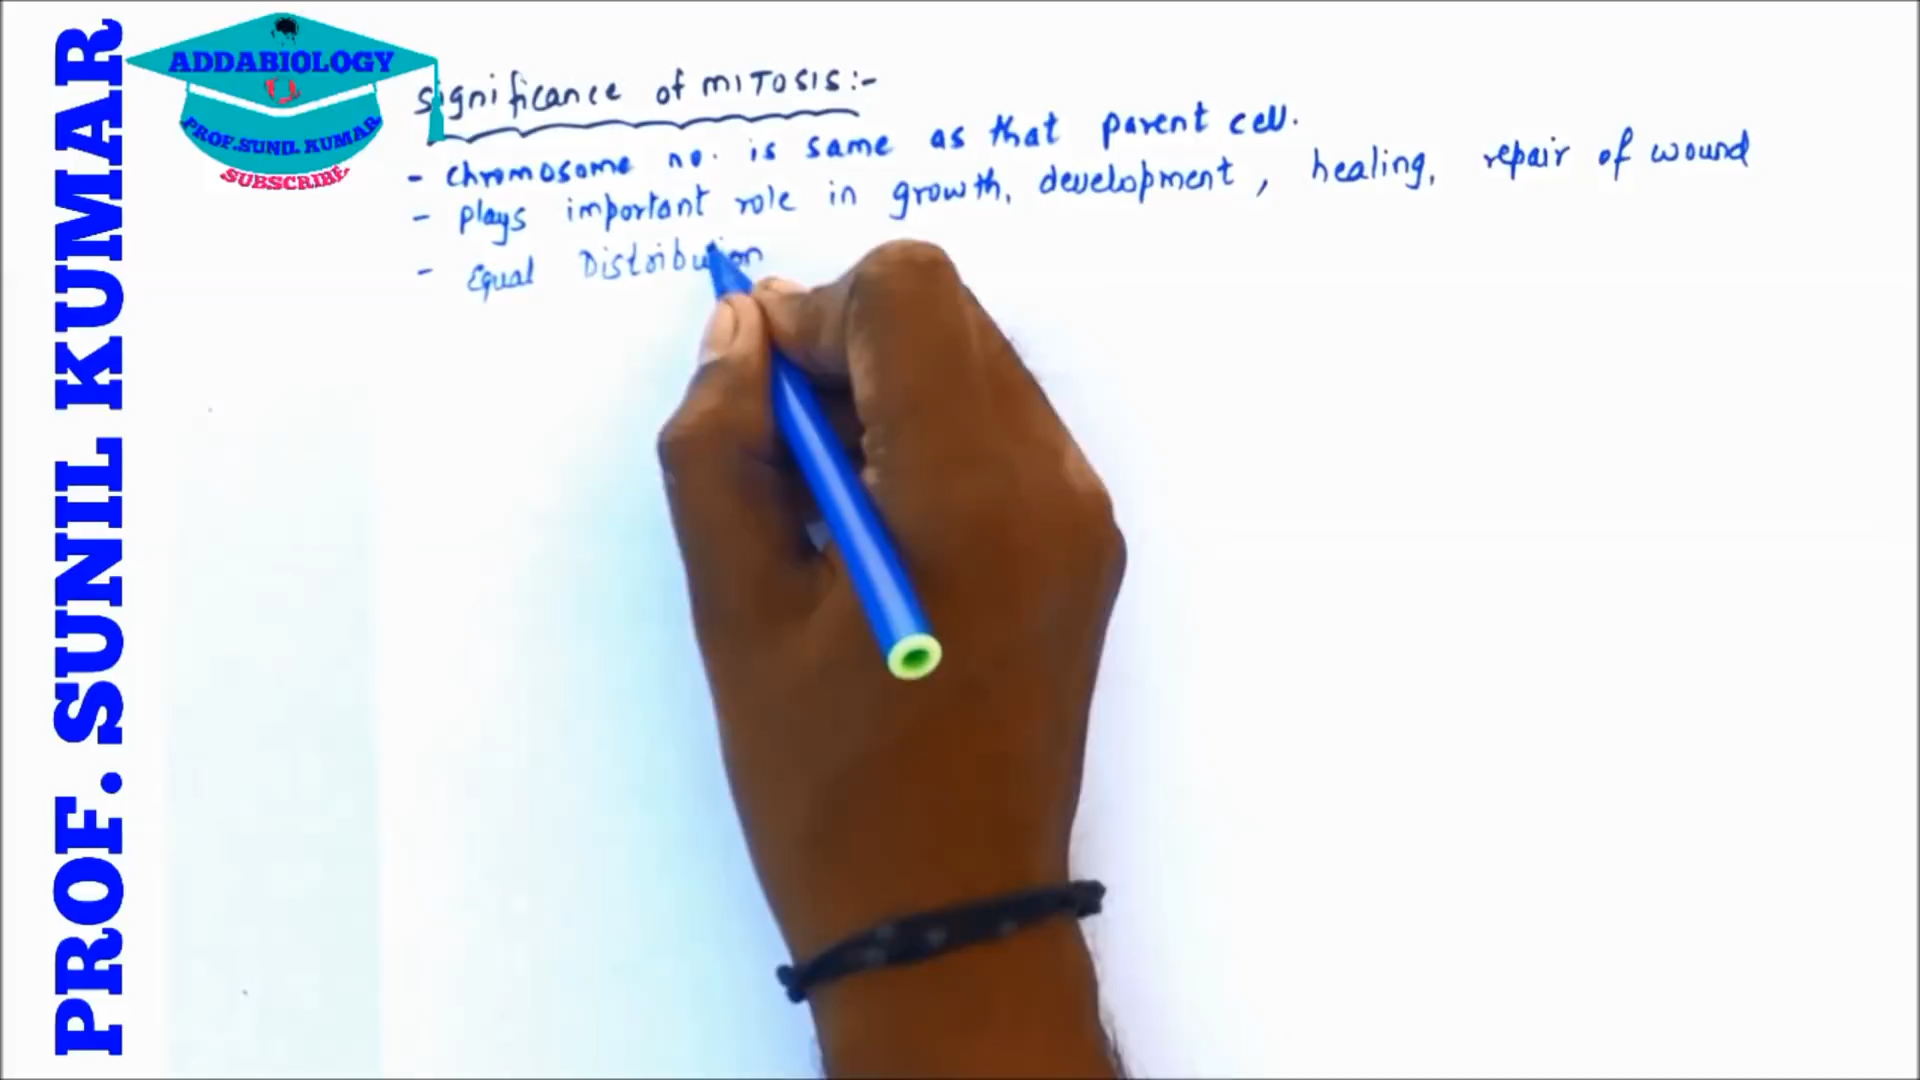 PROF. SUNIL KUMAR
ADDABIOLOGY
PROF.SUNIL KUMAR
SUBSCRIBE
Significance of MITOSIS:-
- Chromosome no. is same as that parent cell.
- Plays important role in growth, development, healing, repair of wound
- Equal Distribution